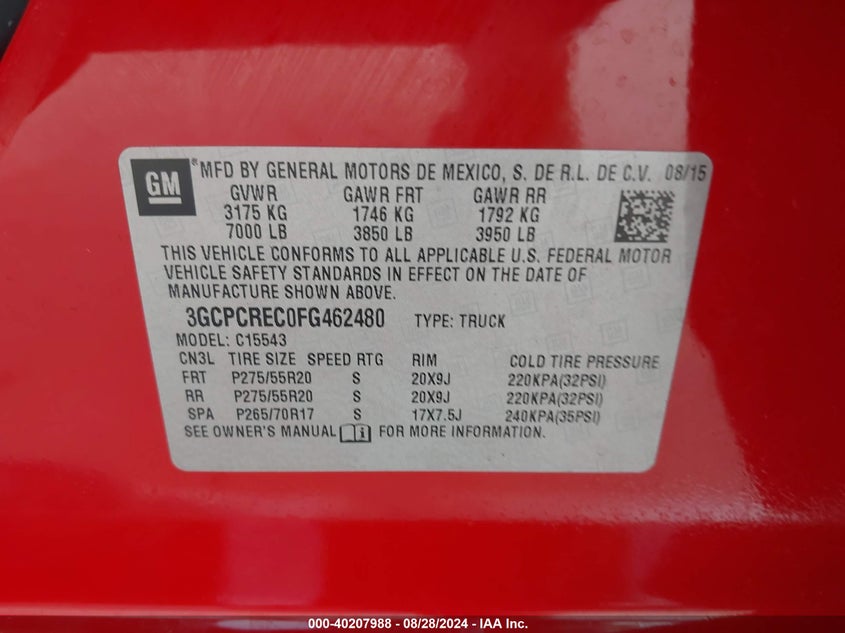 GM ® MFD BY GENERAL MOTORS DE MEXICO, S. DE R.L. DE C.V. 08/15
GVWR GAWR FRT GAWR RR
3175 KG 1746 KG 1792 KG
7000 LB 3850 LB 3950 LB
THIS VEHICLE CONFORMS TO ALL APPLICABLE U.S. FEDERAL MOTOR
VEHICLE SAFETY STANDARDS IN EFFECT ON THE DATE OF
MANUFACTURE SHOWN ABOVE.
3GCPCREC0FG462480 TYPE: TRUCK
MODEL: C15543
CN3L TIRE SIZE SPEED RTG RIM COLD TIRE PRESSURE
FRT P275/55R20 S 20X9J 220KPA(32PSI)
RR P275/55R20 S 20X9J 220KPA(32PSI)
SPA P265/70R17 S 17X7.5J 240KPA(35PSI)
SEE OWNER'S MANUAL FOR MORE INFORMATION.
000-40207988 - 08/28/2024 - IAA Inc.